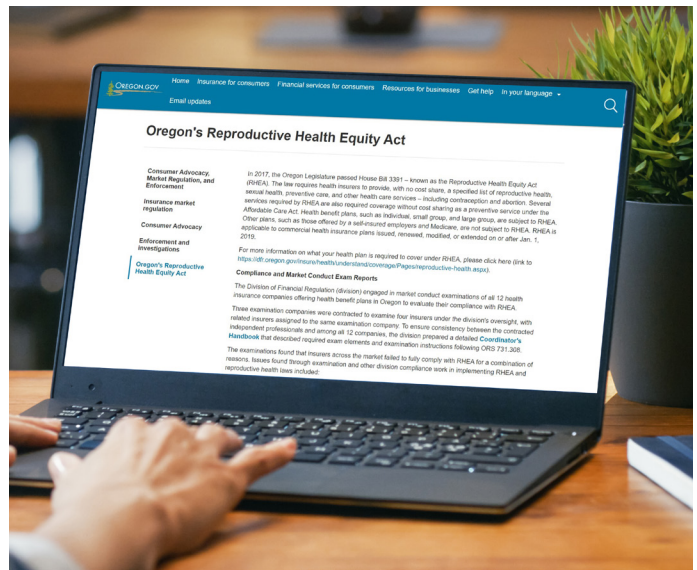 OREGON.GOV
Home Insurance for consumers Financial services for consumers Resources for businesses Get help In your language
Email updates
Oregon's Reproductive Health Equity Act
Consumer Advocacy,
Market Regulation, and
Enforcement
Insurance market
regulation
Consumer Advocacy
Enforcement and
investigations
Oregon's Reproductive
Health Equity Act
In 2017, the Oregon Legislature passed House Bill 3391 – known as the Reproductive Health Equity Act
(RHEA). The law requires health insurers to provide, with no cost share, a specified list of reproductive health,
sexual health, preventive care, and other health care services – including contraception and abortion. Several
services required by RHEA are also required coverage without cost sharing as a preventive service under the
Affordable Care Act. Health benefit plans, such as individual, small group, and large group, are subject to RHEA.
Other plans, such as those offered by a self-insured employers and Medicare, are not subject to RHEA. RHEA is
applicable to commercial health insurance plans issued, renewed, modified, or extended on or after Jan. 1,
2019.
For more information on what your health plan is required to cover under RHEA, please click here (link to
https://dfr.oregon.gov/insure/health/understand/coverage/Pages/reproductive-health.aspx).
Compliance and Market Conduct Exam Reports
The Division of Financial Regulation (division) engaged in market conduct examinations of all 12 health
insurance companies offering health benefit plans in Oregon to evaluate their compliance with RHEA.
Three examination companies were contracted to examine four insurers under the division's oversight, with
related insurers assigned to the same examination company. To ensure consistency between the contracted
independent professionals and among all 12 companies, the division prepared a detailed Coordinator's
Handbook that described required exam elements and examination instructions following ORS 731.308.
The examinations found that insurers across the market failed to fully comply with RHEA for a combination of
reasons. Issues found through examination and other division compliance work in implementing RHEA and
reproductive health laws included: